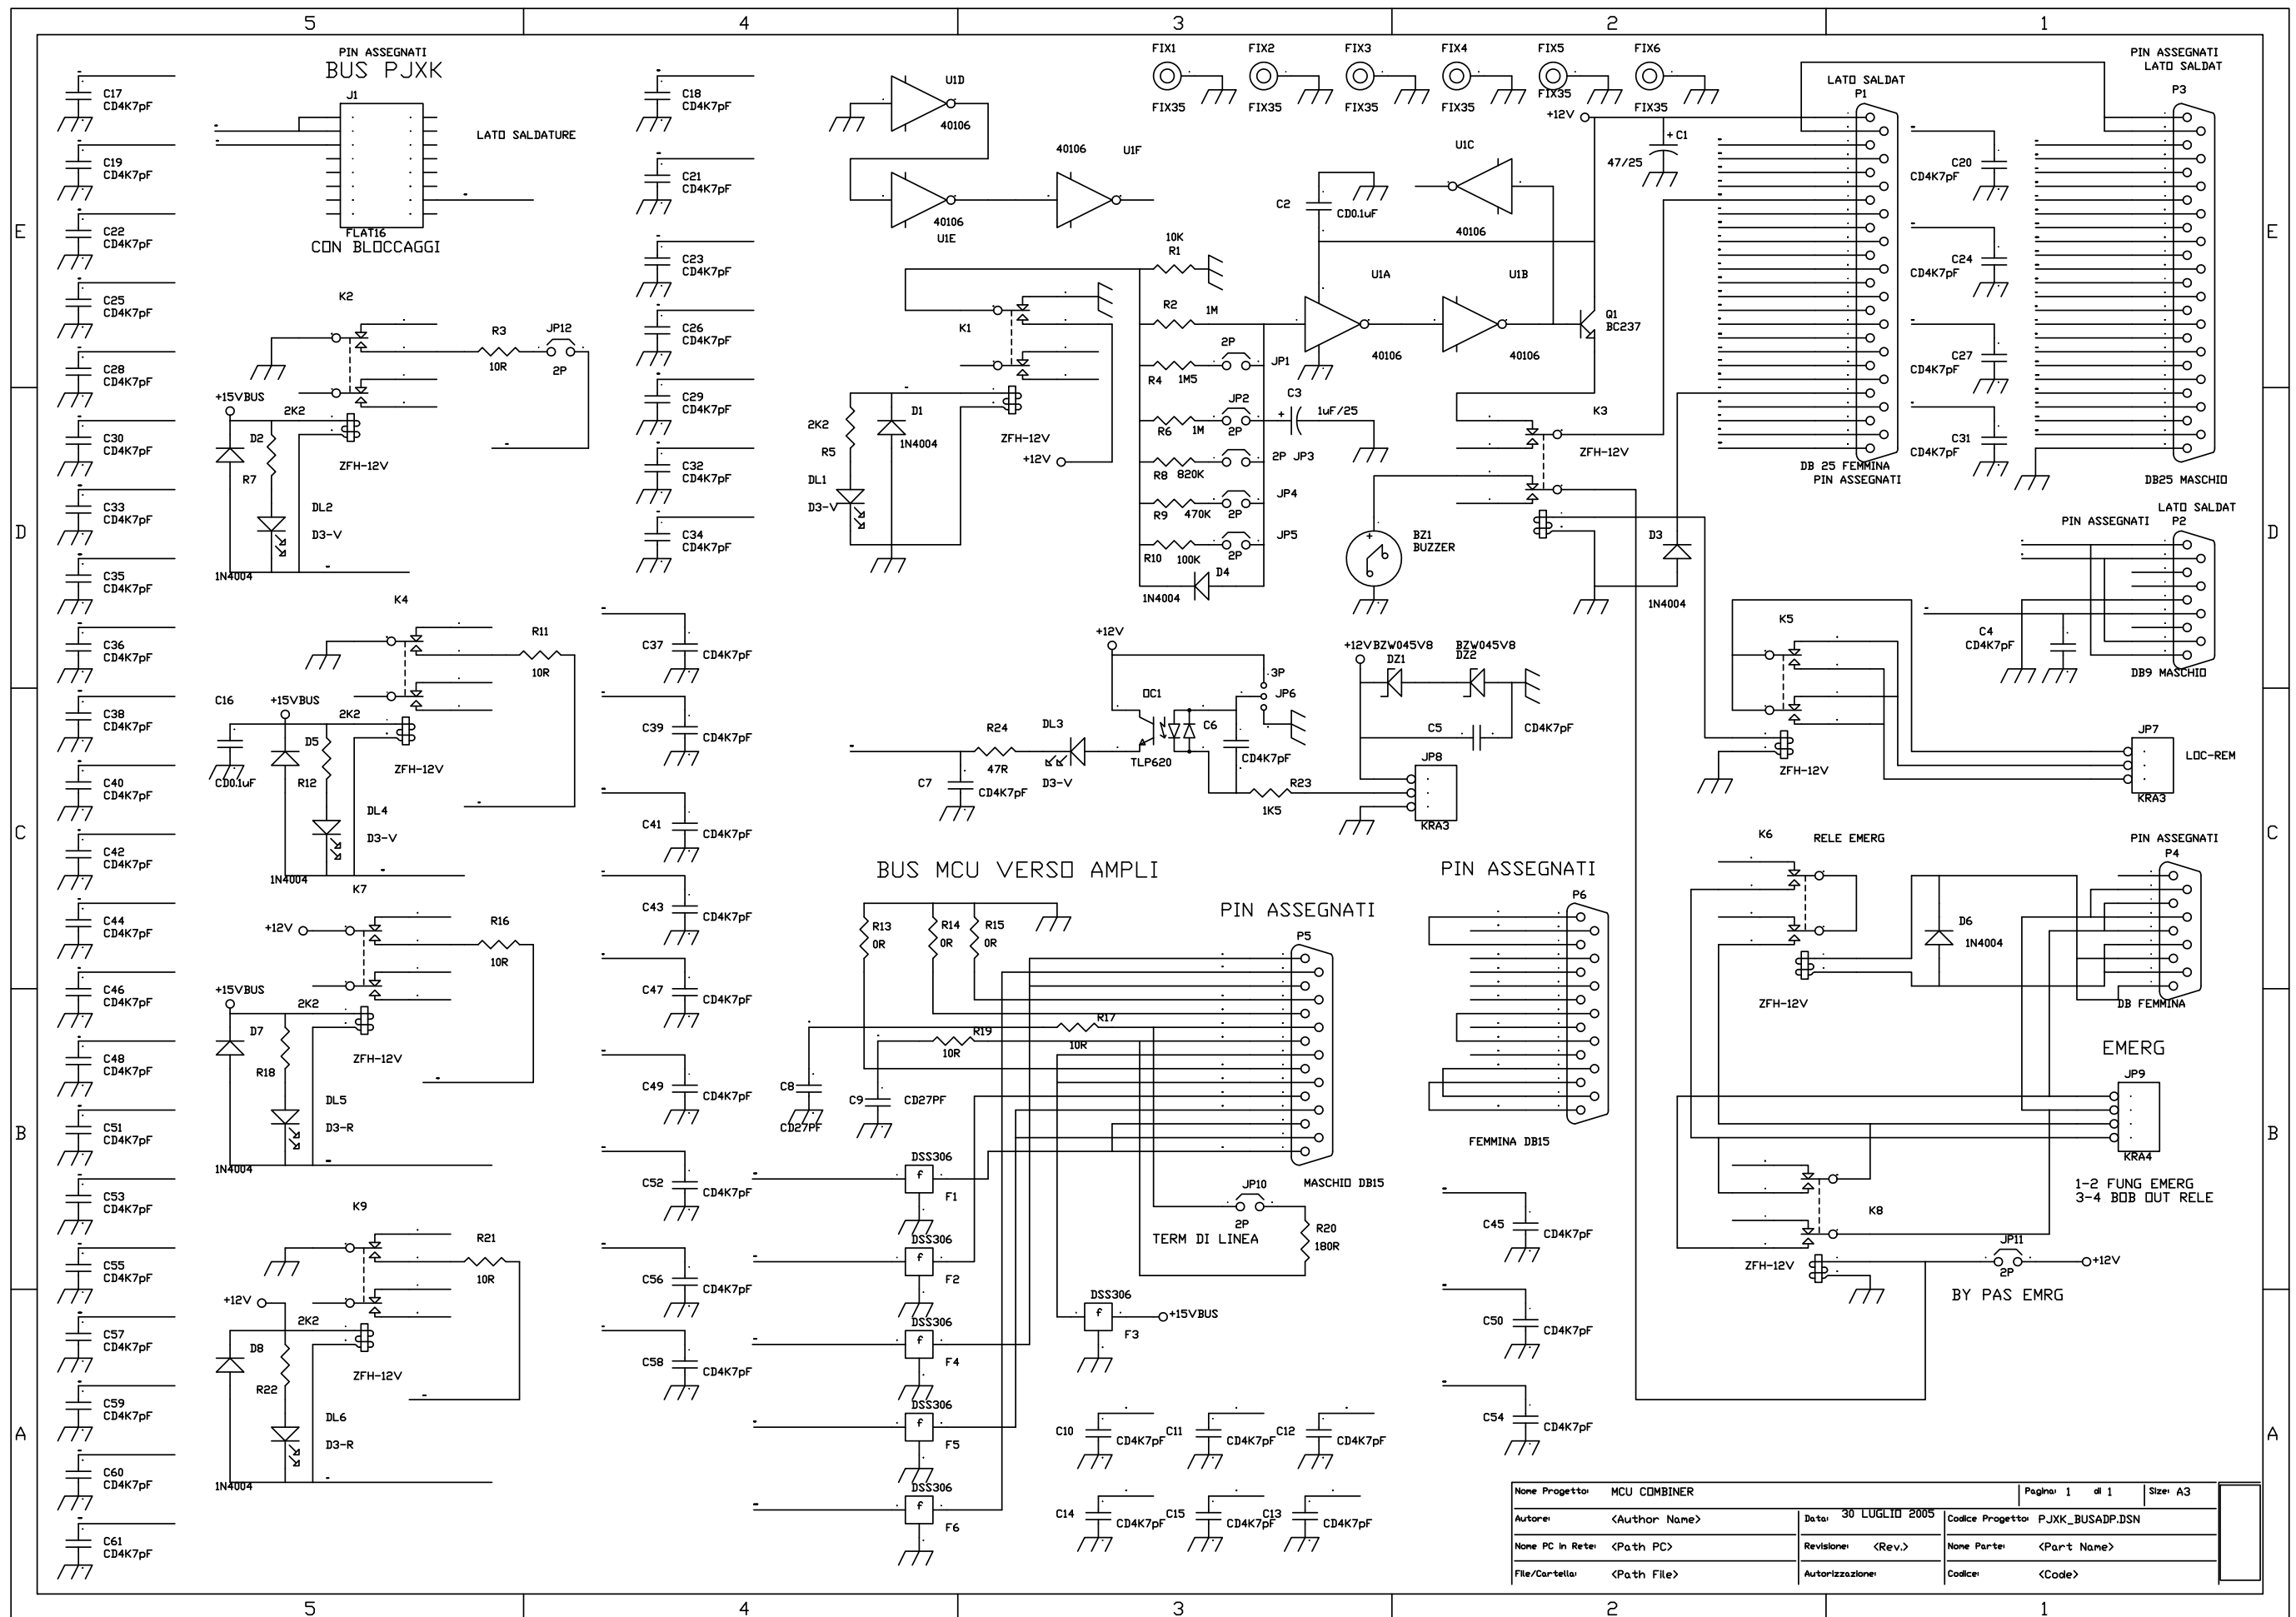 5
4
3
2
1
E
D
C
B
A
PIN ASSEGNATI
BUS PJXK
J1
LATO SALDATURE
FLAT16
CON BLOCCAGGI
C17
CD4K7pF
C19
CD4K7pF
C22
CD4K7pF
C25
CD4K7pF
C28
CD4K7pF
C30
CD4K7pF
C33
CD4K7pF
C35
CD4K7pF
C36
CD4K7pF
C38
CD4K7pF
C40
CD4K7pF
C42
CD4K7pF
C44
CD4K7pF
C46
CD4K7pF
C48
CD4K7pF
C51
CD4K7pF
C53
CD4K7pF
C55
CD4K7pF
C57
CD4K7pF
C59
CD4K7pF
C60
CD4K7pF
C61
CD4K7pF
K2
R3
10R
JP12
2P
+15VBUS
2K2
D2
R7
ZFH-12V
DL2
D3-V
1N4004
K4
R11
10R
C16
+15VBUS
2K2
D5
R12
CD0.1uF
ZFH-12V
DL4
D3-V
1N4004
K7
+12V
R16
10R
+15VBUS
2K2
D7
R18
ZFH-12V
DL5
D3-R
1N4004
K9
R21
10R
+12V
2K2
D8
R22
ZFH-12V
DL6
D3-R
1N4004
C18
CD4K7pF
C21
CD4K7pF
C23
CD4K7pF
C26
CD4K7pF
C29
CD4K7pF
C32
CD4K7pF
C34
CD4K7pF
C37
CD4K7pF
C39
CD4K7pF
C41
CD4K7pF
C43
CD4K7pF
C47
CD4K7pF
C49
CD4K7pF
C52
CD4K7pF
C56
CD4K7pF
C58
CD4K7pF
U1D
40106
40106
U1E
40106 U1F
FIX1
FIX35
FIX2
FIX35
FIX3
FIX35
FIX4
FIX35
FIX5
FIX35
FIX6
FIX35
+12V
+ C1
47/25
U1C
40106
C2
CD0.1uF
10K
R1
R2
1M
U1A
40106
U1B
40106
Q1
BC237
K1
R4
1M5
2P
JP1
JP2
R6
1M
2P
C3
+
1uF/25
R8
820K
2P JP3
R9
470K
JP4
2P
R10
100K
JP5
2P
D4
1N4004
2K2
R5
D1
1N4004
ZFH-12V
+12V
DL1
D3-V
K3
ZFH-12V
+
BZ1
BUZZER
D3
1N4004
LATO SALDAT
P1
DB 25 FEMMINA
PIN ASSEGNATI
C20
CD4K7pF
C24
CD4K7pF
C27
CD4K7pF
C31
CD4K7pF
PIN ASSEGNATI
LATO SALDAT
P3
DB25 MASCHIO
LATO SALDAT
PIN ASSEGNATI
P2
DB9 MASCHIO
C4
CD4K7pF
K5
ZFH-12V
JP7
LOC-REM
KRA3
+12V
OC1
TLP620
3P
JP6
C6
CD4K7pF
R24
47R
DL3
D3-V
C7
CD4K7pF
R23
1K5
+12V
BZW045V8
DZ1
BZW045V8
DZ2
C5
CD4K7pF
JP8
KRA3
K6
RELE EMERG
ZFH-12V
D6
1N4004
PIN ASSEGNATI
P4
DB FEMMINA
EMERG
JP9
KRA4
1-2 FUNG EMERG
3-4 BOB OUT RELE
K8
ZFH-12V
JP11
2P
+12V
BY PAS EMRG
BUS MCU VERSO AMPLI
PIN ASSEGNATI
P5
R13
0R
R14
0R
R15
0R
R17
10R
R19
10R
C8
CD27PF
C9
CD27PF
MASCHIO DB15
JP10
2P
TERM DI LINEA
R20
180R
DSS306
f
F1
DSS306
f
F2
DSS306
f
F3
+15VBUS
DSS306
f
F4
DSS306
f
F5
DSS306
f
F6
PIN ASSEGNATI
P6
FEMMINA DB15
C45
CD4K7pF
C50
CD4K7pF
C54
CD4K7pF
C10
CD4K7pF
C11
CD4K7pF
C12
CD4K7pF
C14
CD4K7pF
C15
CD4K7pF
C13
CD4K7pF
Nome Progetto: MCU COMBINER
Pagina: 1 di 1
Size: A3
Autore: <Author Name>
Data: 30 LUGLIO 2005
Codice Progetto: PJXK_BUSADP.DSN
Nome PC in Rete: <Path PC>
Revisione: <Rev.>
Nome Parte: <Part Name>
File/Cartella: <Path File>
Autorizzazione:
Codice: <Code>
E
D
C
B
A
5
4
3
2
1